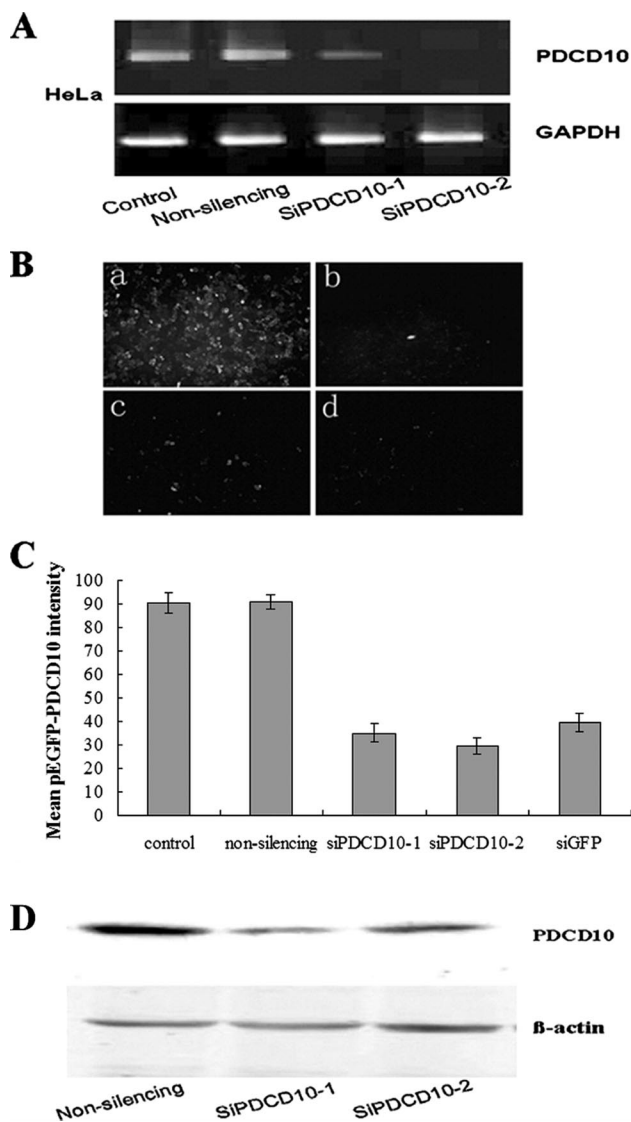 A
PDCD10
HeLa
GAPDH
Control
Non-silencing
SiPDCD10-1
SiPDCD10-2
B
a
b
c
d
C
Mean pEGFP-PDCD10 intensity
100
90
80
70
60
50
40
30
20
10
0
control
non-silencing
siPDCD10-1
siPDCD10-2
siGFP
D
PDCD10
ß-actin
Non-silencing
SiPDCD10-1
SiPDCD10-2